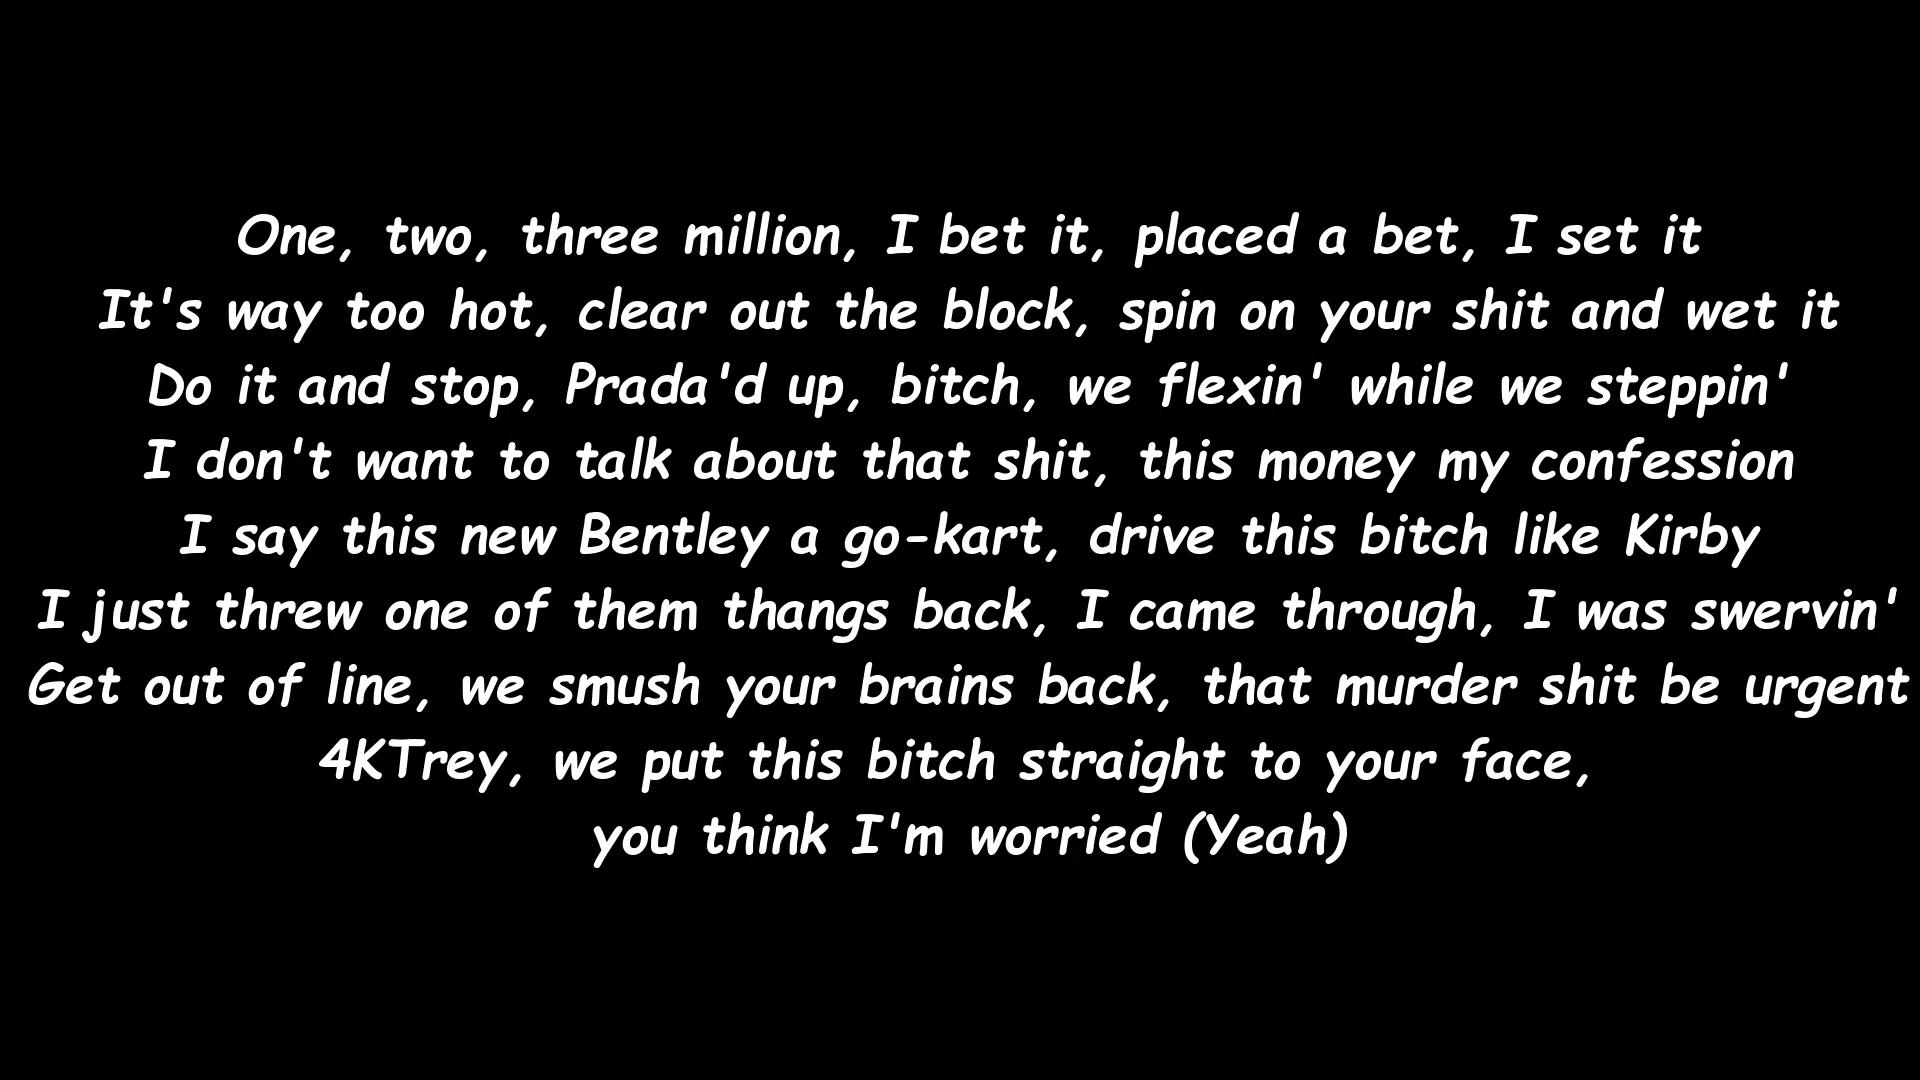 One, two, three million, I bet it, placed a bet, I set it
It's way too hot, clear out the block, spin on your shit and wet it
Do it and stop, Prada'd up, bitch, we flexin' while we steppin'
I don't want to talk about that shit, this money my confession
I say this new Bentley a go-kart, drive this bitch like Kirby
I just threw one of them thangs back, I came through, I was swervin'
Get out of line, we smush your brains back, that murder shit be urgent
4KTrey, we put this bitch straight to your face,
you think I'm worried (Yeah)